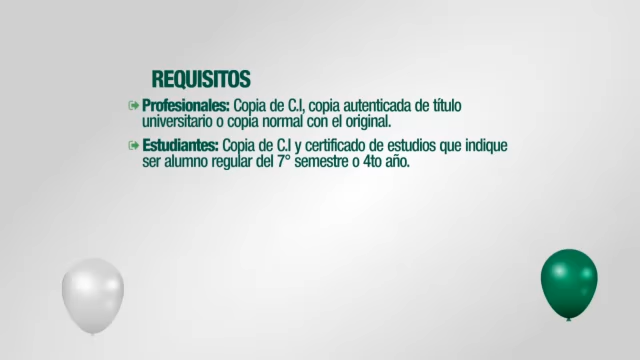 REQUISITOS
Profesionales: Copia de C.I, copia autenticada de título
universitario o copia normal con el original.
Estudiantes: Copia de C.I y certificado de estudios que indique
ser alumno regular del 7° semestre o 4to año.